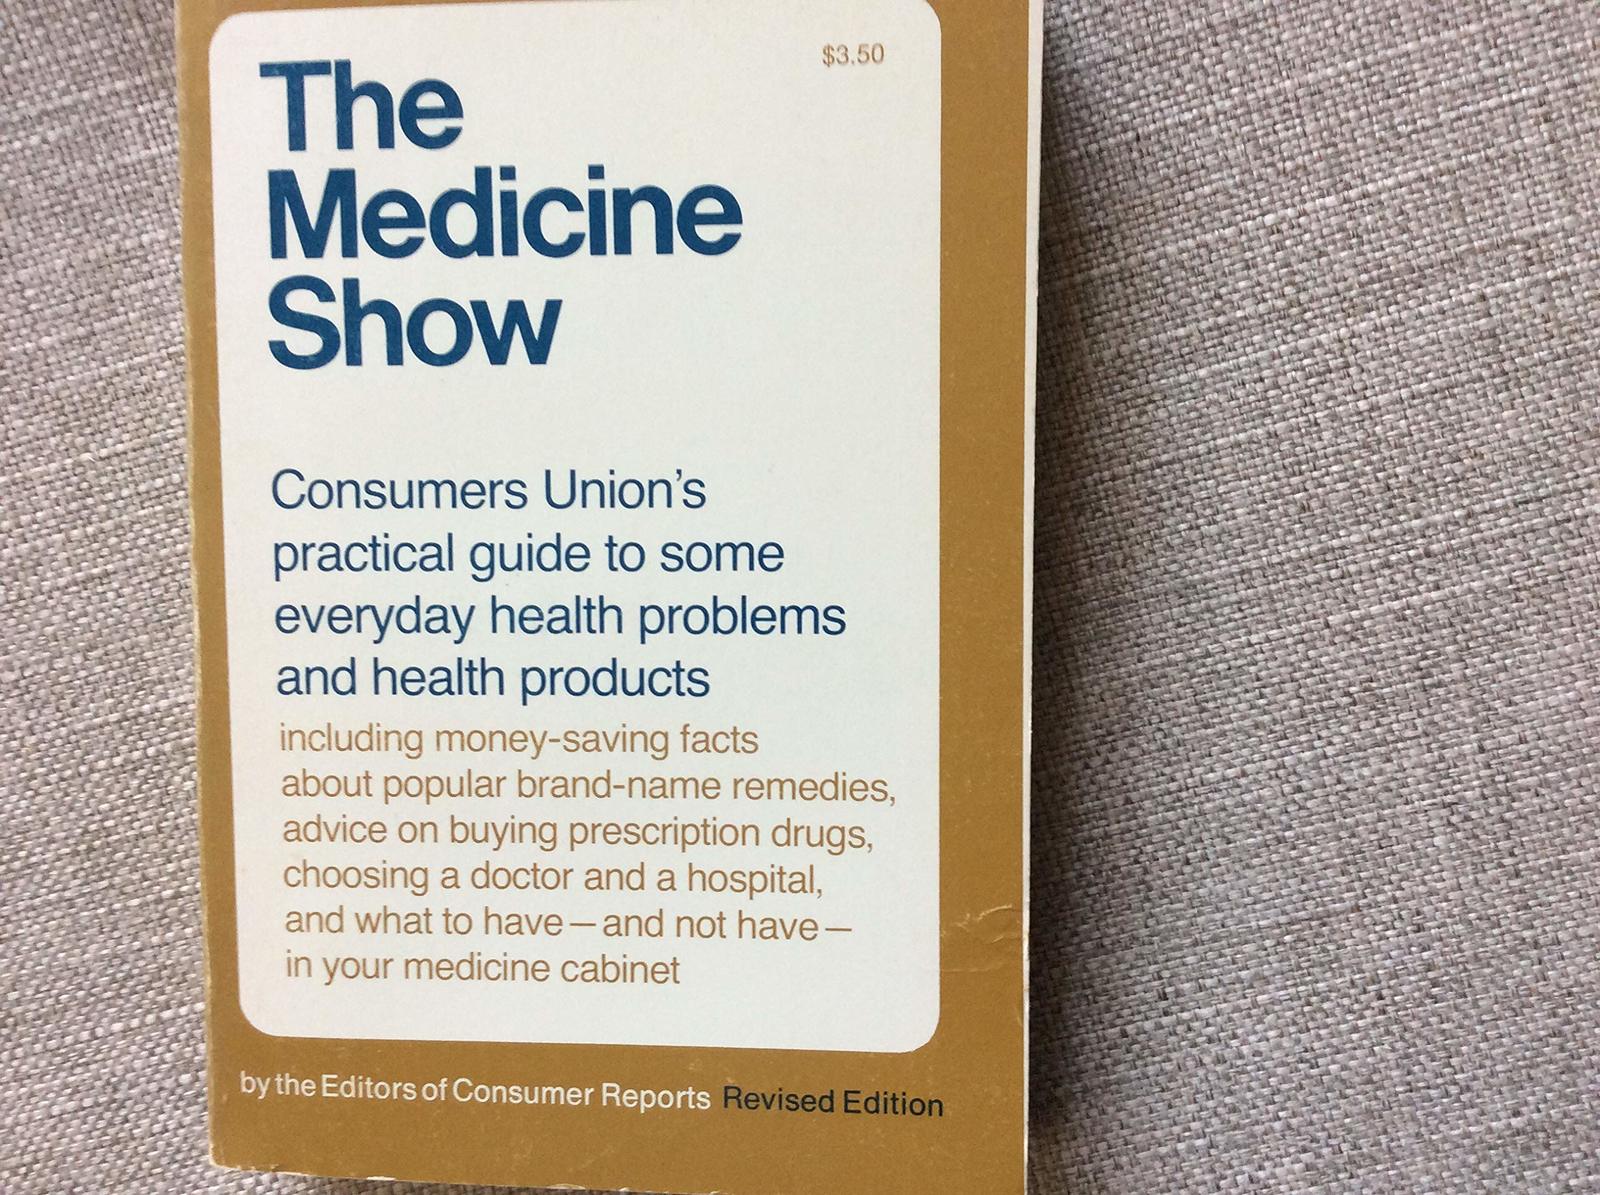 $3.50
The
Medicine
Show
Consumers Union's
practical guide to some
everyday health problems
and health products
including money-saving facts
about popular brand-name remedies,
advice on buying prescription drugs,
choosing a doctor and a hospital,
and what to have—and not have—
in your medicine cabinet
by the Editors of Consumer Reports Revised Edition